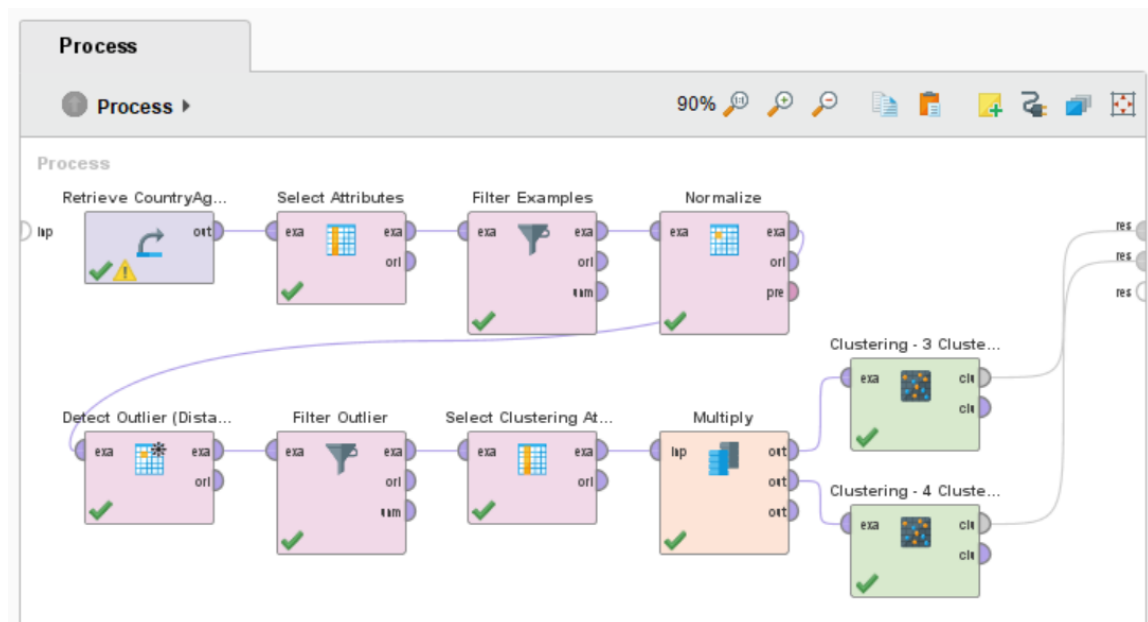 Process
Process
90%
Process
Retrieve CountryAg...
Select Attributes
Filter Examples
Normalize
inp
out
exa
exa
ori
exa
exa
ori
unm
exa
exa
ori
pre
res
res
res
Clustering - 3 Cluste...
exa
clu
clu
Detect Outlier (Dista...
Filter Outlier
Select Clustering At...
Multiply
exa
exa
ori
exa
exa
ori
unm
exa
exa
ori
inp
out
out
out
Clustering - 4 Cluste...
exa
clu
clu